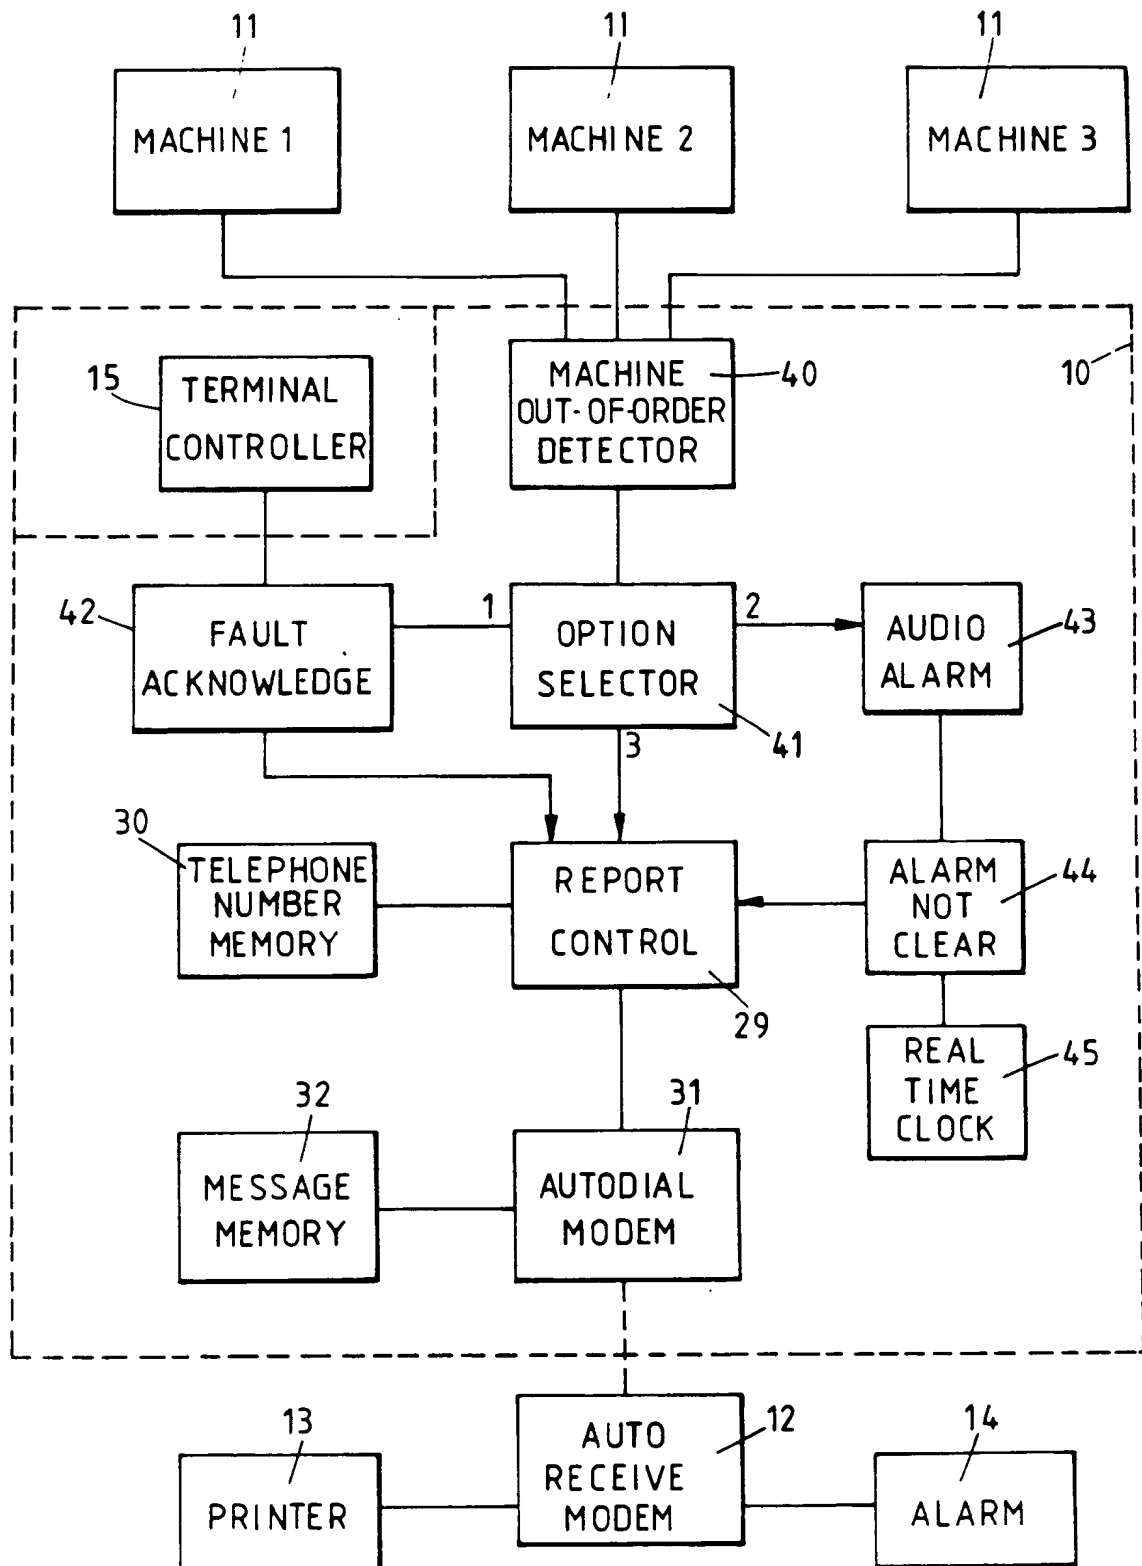 11
11
11
MACHINE 1
MACHINE 2
MACHINE 3
10
15
TERMINAL
CONTROLLER
MACHINE
OUT-OF-ORDER
DETECTOR
40
42
FAULT
ACKNOWLEDGE
1
OPTION
SELECTOR
2
3
41
AUDIO
ALARM
43
30
TELEPHONE
NUMBER
MEMORY
REPORT
CONTROL
29
ALARM
NOT
CLEAR
44
REAL
TIME
CLOCK
45
32
MESSAGE
MEMORY
31
AUTODIAL
MODEM
13
PRINTER
AUTO
RECEIVE
MODEM
12
14
ALARM